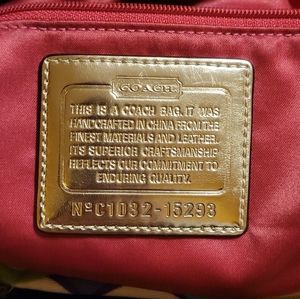 COACH
THIS IS A COACH BAG. IT WAS
HANDCRAFTED IN CHINA FROM THE
FINEST MATERIALS AND LEATHER.
ITS SUPERIOR CRAFTSMANSHIP
REFLECTS OUR COMMITMENT TO
ENDURING QUALITY.
Nº C1032-15293